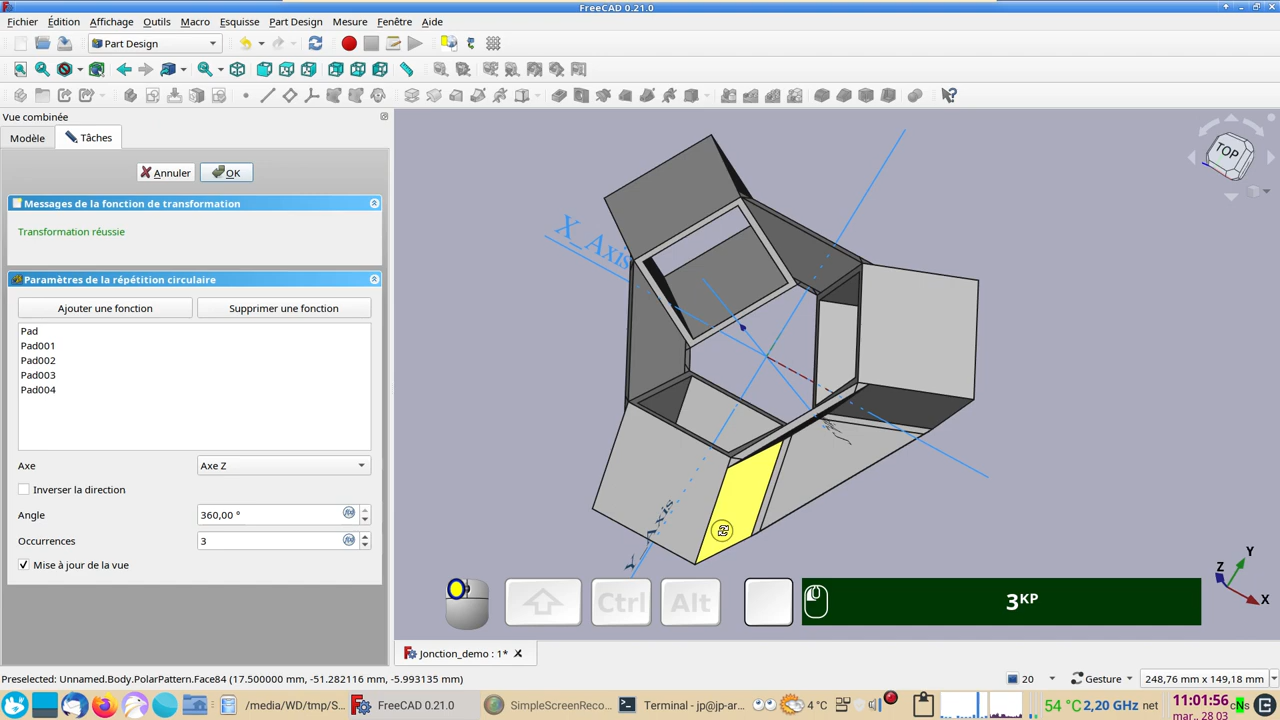 FreeCAD 0.21.0
Fichier Édition Affichage Outils Macro Esquisse Part Design Mesure Fenêtre Aide
Part Design
Vue combinée
Modèle Tâches
Annuler OK
Messages de la fonction de transformation
Transformation réussie
Paramètres de la répétition circulaire
Ajouter une fonction Supprimer une fonction
Pad
Pad001
Pad002
Pad003
Pad004
Axe Axe Z
Inverser la direction
Angle 360,00 °
Occurrences 3
Mise à jour de la vue
X_Axis
TOP
Y
Z
X
Ctrl Alt 3KP
Jonction_demo : 1*
Preselected: Unnamed.Body.PolarPattern.Face84 (17.500000 mm, -51.282116 mm, -5.993135 mm) 20 Gesture 248,76 mm x 149,18 mm
/media/WD/tmp/S... FreeCAD 0.21.0 SimpleScreenReco... Terminal - jp@jp-ar... 4 °C 54 °C 2,20 GHz net 11:01:56
mar.. 28 03